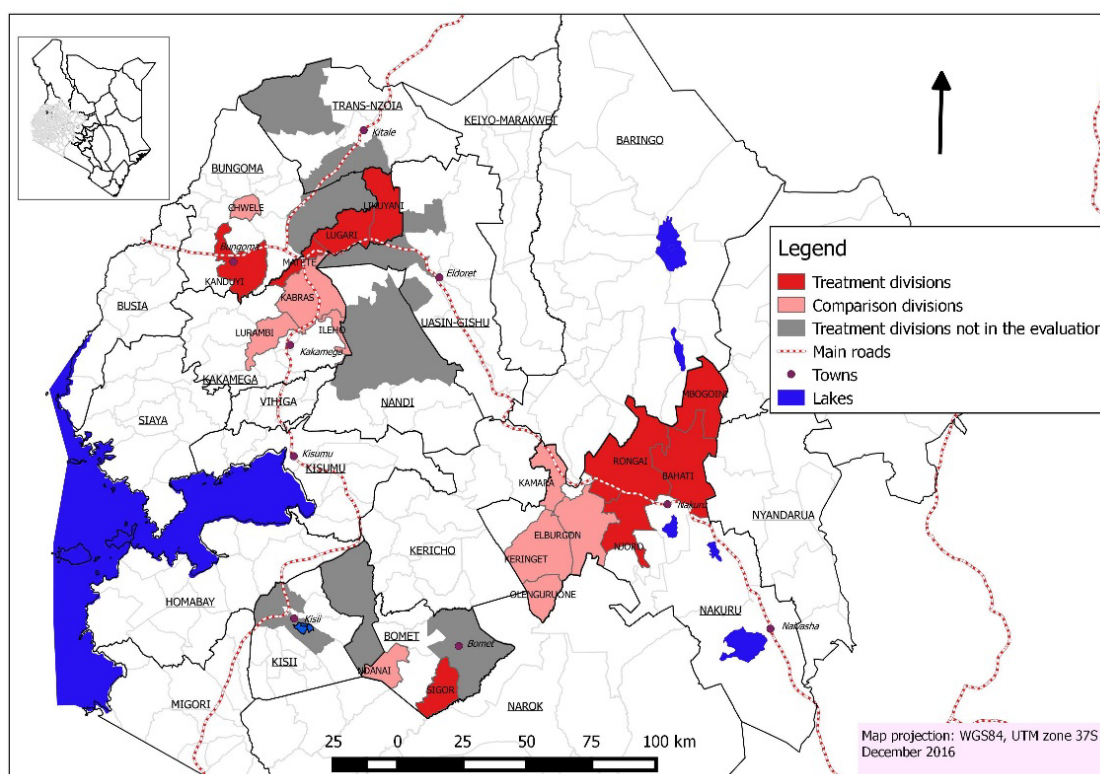 TRANS-NZOIA
KEIYO-MARAKWET
Kitale
BARINGO
BUNGOMA
CHWELE
LIKUYANI
LUGARI
Bungoma
MATETE
KANDUYI
Eldoret
KABRAS
BUSIA
UASIN-GISHU
LURAMBI
ILEHO
Kakamega
KAKAMEGA
VIHIGA
NANDI
SIAYA
MBOGOINI
Kisumu
KISUMU
RONGAI
BAHATI
KAMARA
Nakuru
NYANDARUA
ELBURGON
KERICHO
NJORO
KERINGET
OLENGURUONE
HOMABAY
NAKURU
Kisii
BOMET
Bomet
Naivasha
KISII
NDANAI
SIGOR
MIGORI
NAROK
Legend
Treatment divisions
Comparison divisions
Treatment divisions not in the evaluation
Main roads
Towns
Lakes
25 0 25 50 75 100 km
Map projection: WGS84, UTM zone 37S
December 2016